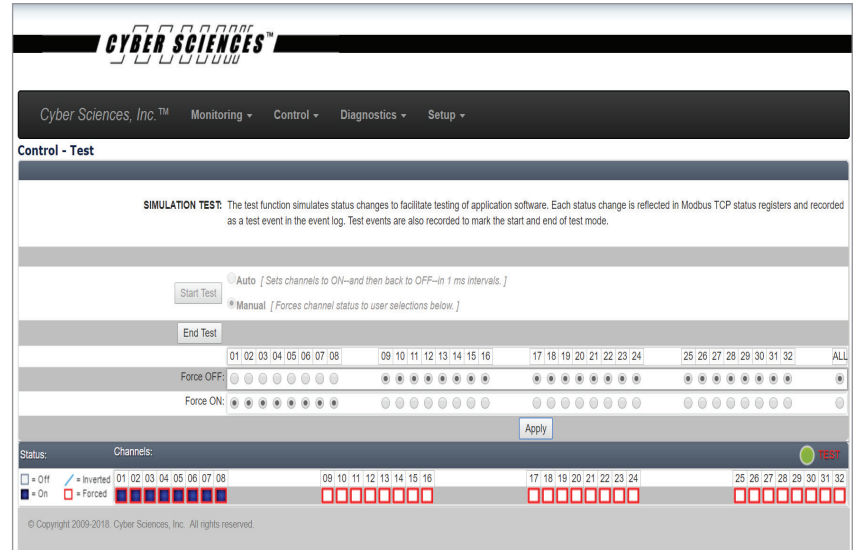 CYBER SCIENCES™
Cyber Sciences, Inc.™ Monitoring Control Diagnostics Setup
Control - Test
SIMULATION TEST: The test function simulates status changes to facilitate testing of application software. Each status change is reflected in Modbus TCP status registers and recorded
as a test event in the event log. Test events are also recorded to mark the start and end of test mode.
Start Test
Auto [ Sets channels to ON--and then back to OFF--in 1 ms intervals. ]
Manual [ Forces channel status to user selections below. ]
End Test
01 02 03 04 05 06 07 08 09 10 11 12 13 14 15 16 17 18 19 20 21 22 23 24 25 26 27 28 29 30 31 32 ALL
Force OFF:
Force ON:
Apply
Status: Channels: TEST
= Off = Inverted 01 02 03 04 05 06 07 08 09 10 11 12 13 14 15 16 17 18 19 20 21 22 23 24 25 26 27 28 29 30 31 32
= On = Forced
© Copyright 2009-2018. Cyber Sciences, Inc. All rights reserved.